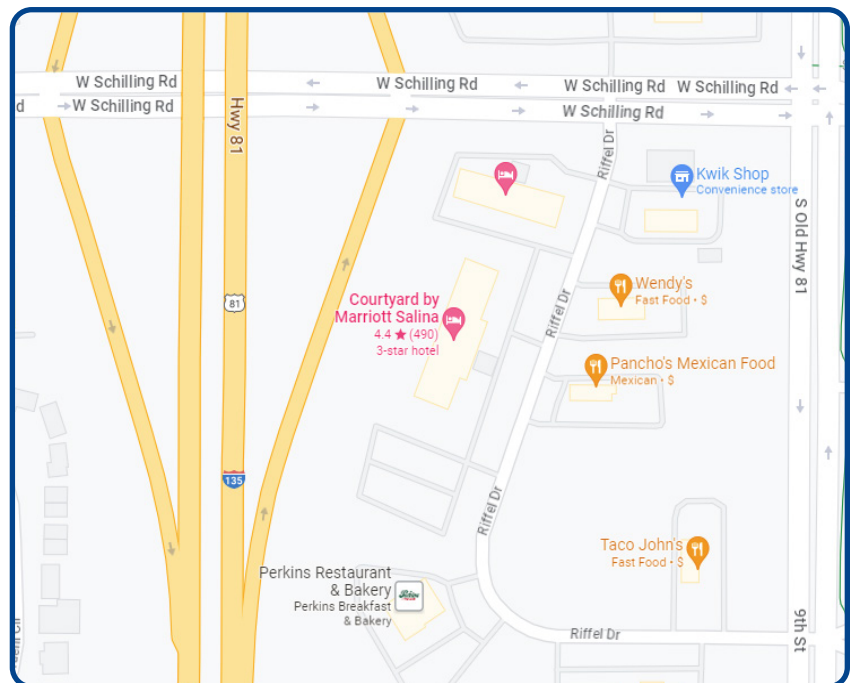 W Schilling Rd
W Schilling Rd
W Schilling Rd
W Schilling Rd
d
W Schilling Rd
W Schilling Rd
Hwy 81
Riffel Dr
Kwik Shop
Convenience store
S Old Hwy 81
81
Courtyard by
Marriott Salina
4.4 ★ (490)
3-star hotel
Riffel Dr
Wendy's
Fast Food • $
Pancho's Mexican Food
Mexican • $
135
Riffel Dr
Taco John's
Fast Food • $
Perkins Restaurant
& Bakery
Perkins Breakfast
& Bakery
Riffel Dr
9th St